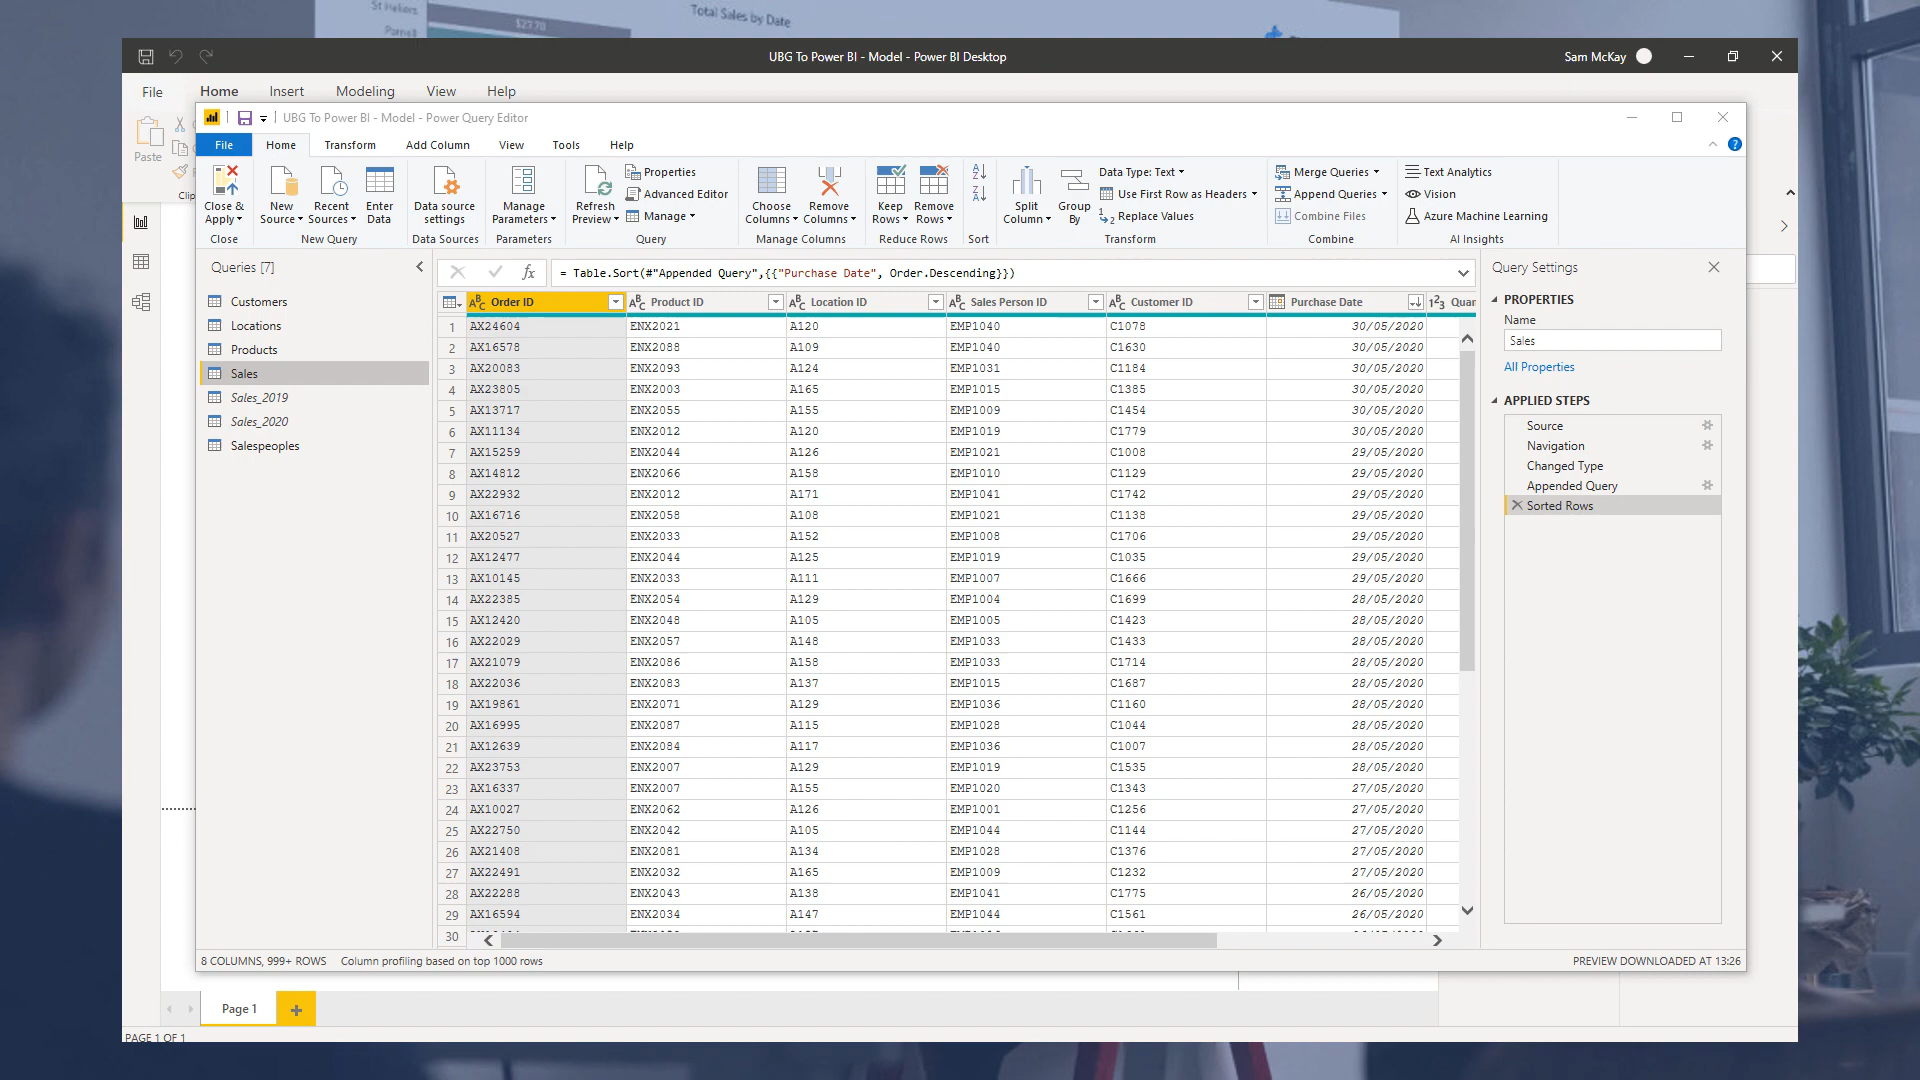 St Heliers
$27.70
Total Sales by Date
Parnell
UBG To Power BI - Model - Power BI Desktop
Sam McKay
File Home Insert Modeling View Help
Paste
UBG To Power BI - Model - Power Query Editor
File Home Transform Add Column View Tools Help
Close & Apply
New Source
Recent Sources
Enter Data
Data source settings
Manage Parameters
Refresh Preview
Properties
Advanced Editor
Manage
Choose Columns
Remove Columns
Keep Rows
Remove Rows
Split Column
Group By
Data Type: Text
Use First Row as Headers
Replace Values
Merge Queries
Append Queries
Combine Files
Text Analytics
Vision
Azure Machine Learning
Close New Query Data Sources Parameters Query Manage Columns Reduce Rows Sort Transform Combine AI Insights
Queries [7]
Customers
Locations
Products
Sales
Sales_2019
Sales_2020
Salespeoples
= Table.Sort(#"Appended Query",{{"Purchase Date", Order.Descending}})
Order ID Product ID Location ID Sales Person ID Customer ID Purchase Date Quan
1 AX24604 ENX2021 A120 EMP1040 C1078 30/05/2020
2 AX16578 ENX2088 A109 EMP1040 C1630 30/05/2020
3 AX20083 ENX2093 A124 EMP1031 C1184 30/05/2020
4 AX23805 ENX2003 A165 EMP1015 C1385 30/05/2020
5 AX13717 ENX2055 A155 EMP1009 C1454 30/05/2020
6 AX11134 ENX2012 A120 EMP1019 C1779 30/05/2020
7 AX15259 ENX2044 A126 EMP1021 C1008 29/05/2020
8 AX14812 ENX2066 A158 EMP1010 C1129 29/05/2020
9 AX22932 ENX2012 A171 EMP1041 C1742 29/05/2020
10 AX16716 ENX2058 A108 EMP1021 C1138 29/05/2020
11 AX20527 ENX2033 A152 EMP1008 C1706 29/05/2020
12 AX12477 ENX2044 A125 EMP1019 C1035 29/05/2020
13 AX10145 ENX2033 A111 EMP1007 C1666 29/05/2020
14 AX22385 ENX2054 A129 EMP1004 C1699 28/05/2020
15 AX12420 ENX2048 A105 EMP1005 C1423 28/05/2020
16 AX22029 ENX2057 A148 EMP1033 C1433 28/05/2020
17 AX21079 ENX2086 A158 EMP1033 C1714 28/05/2020
18 AX22036 ENX2083 A137 EMP1015 C1687 28/05/2020
19 AX19861 ENX2071 A129 EMP1036 C1160 28/05/2020
20 AX16995 ENX2087 A115 EMP1028 C1044 28/05/2020
21 AX12639 ENX2084 A117 EMP1036 C1007 28/05/2020
22 AX23753 ENX2007 A129 EMP1019 C1535 28/05/2020
23 AX16337 ENX2007 A155 EMP1020 C1343 27/05/2020
24 AX10027 ENX2062 A126 EMP1001 C1256 27/05/2020
25 AX22750 ENX2042 A105 EMP1044 C1144 27/05/2020
26 AX21408 ENX2081 A134 EMP1028 C1376 27/05/2020
27 AX22491 ENX2032 A165 EMP1009 C1232 27/05/2020
28 AX22288 ENX2043 A138 EMP1041 C1775 26/05/2020
29 AX16594 ENX2034 A147 EMP1044 C1561 26/05/2020
30
Query Settings
PROPERTIES
Name
Sales
All Properties
APPLIED STEPS
Source
Navigation
Changed Type
Appended Query
Sorted Rows
8 COLUMNS, 999+ ROWS Column profiling based on top 1000 rows
PREVIEW DOWNLOADED AT 13:26
Page 1
PAGE 1 OF 1